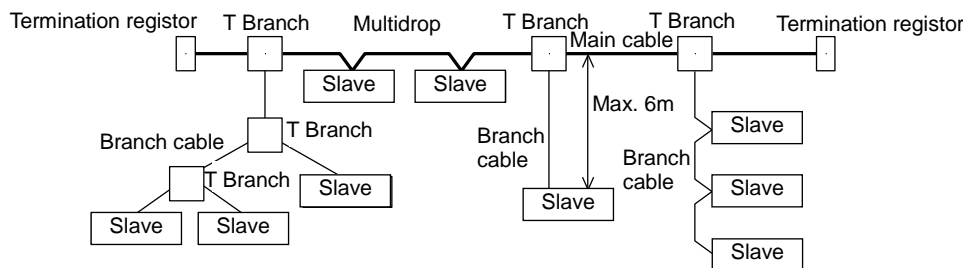 Termination registor
T Branch
Multidrop
T Branch
Main cable
T Branch
Termination registor
Slave
Slave
Max. 6m
T Branch
Branch cable
T Branch
Slave
Slave
Slave
Branch
cable
Slave
Branch
cable
Slave
Slave
Slave